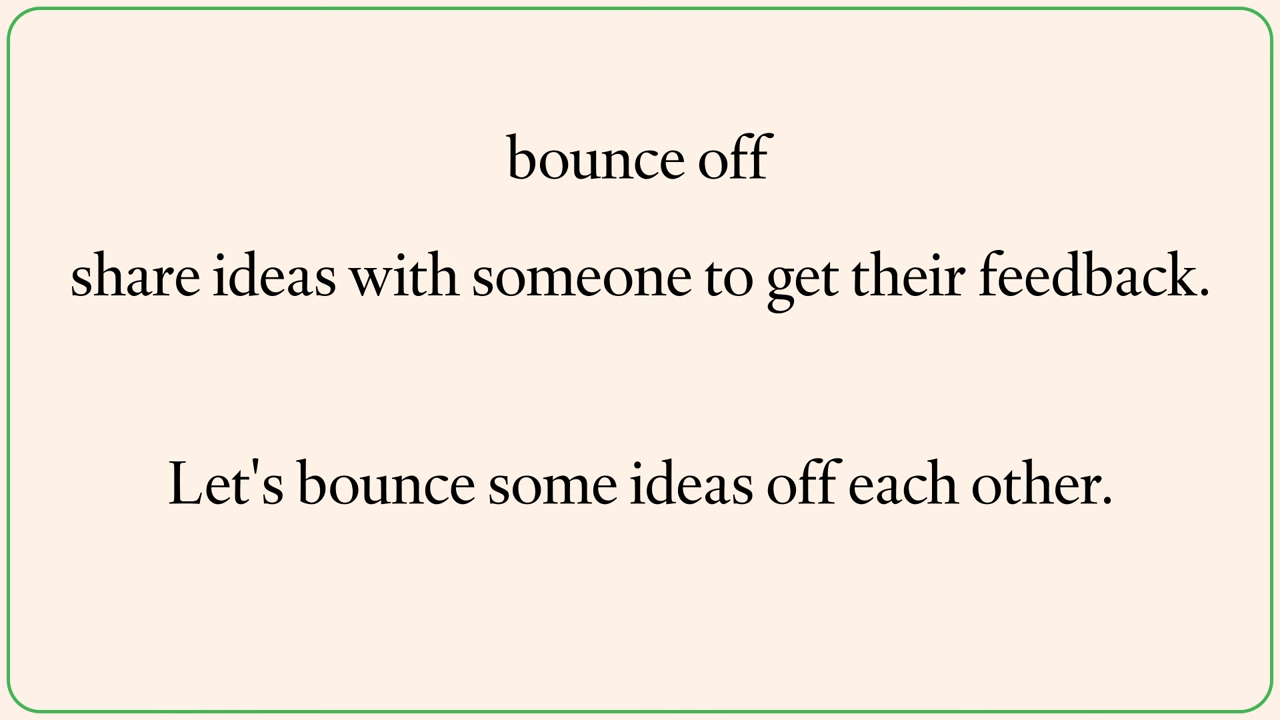 bounce off
share ideas with someone to get their feedback.
Let's bounce some ideas off each other.